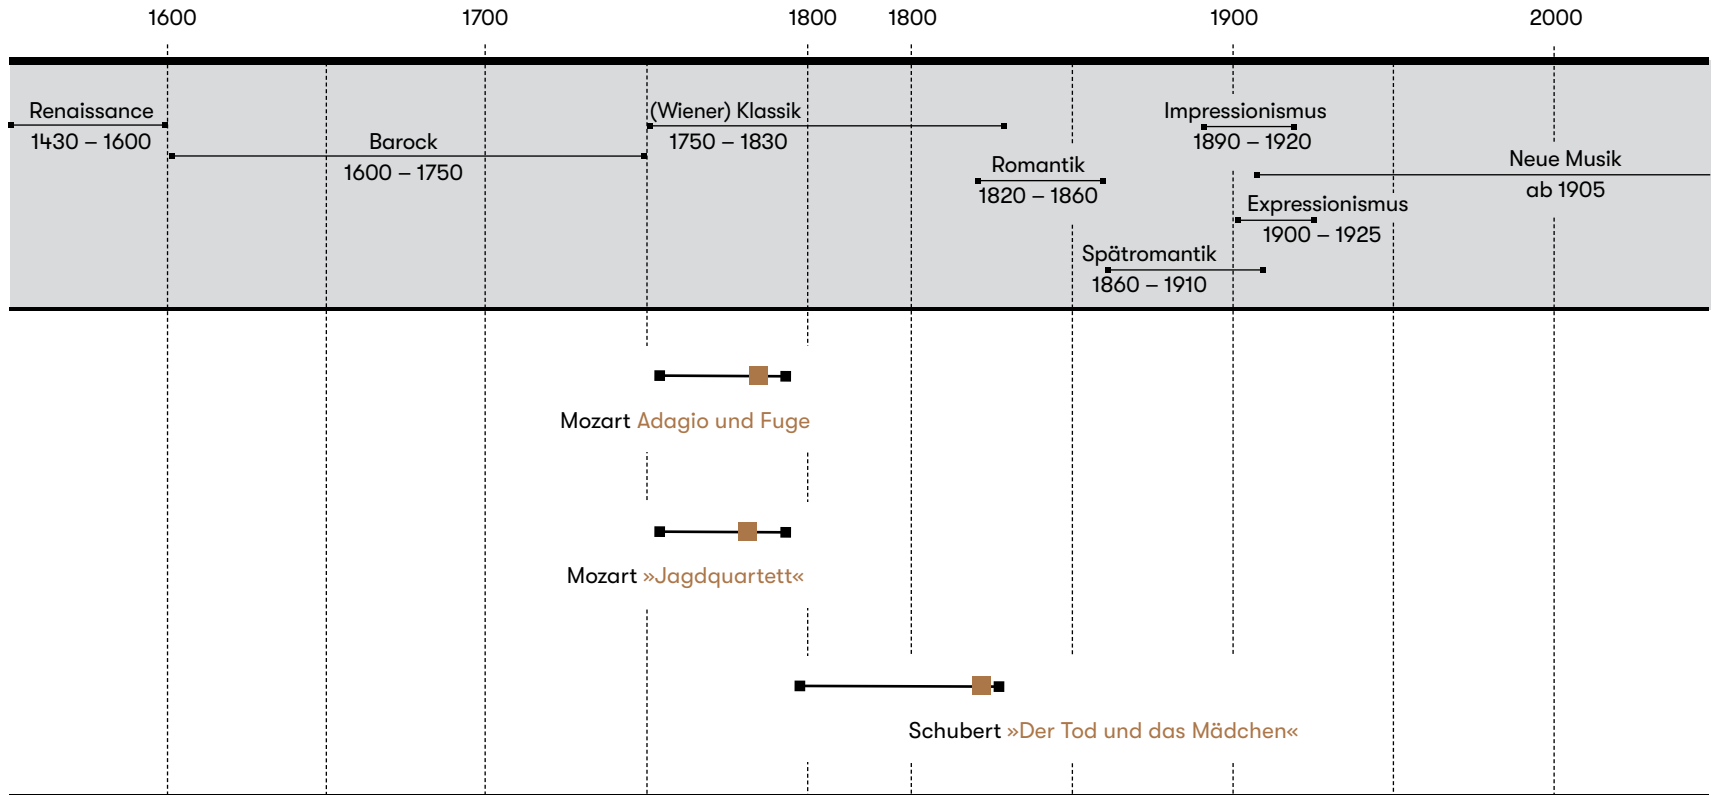 1600 1700 1800 1800 1900 2000
Renaissance
1430 – 1600
Barock
1600 – 1750
(Wiener) Klassik
1750 – 1830
Romantik
1820 – 1860
Spätromantik
1860 – 1910
Impressionismus
1890 – 1920
Expressionismus
1900 – 1925
Neue Musik
ab 1905
Mozart Adagio und Fuge
Mozart »Jagdquartett«
Schubert »Der Tod und das Mädchen«